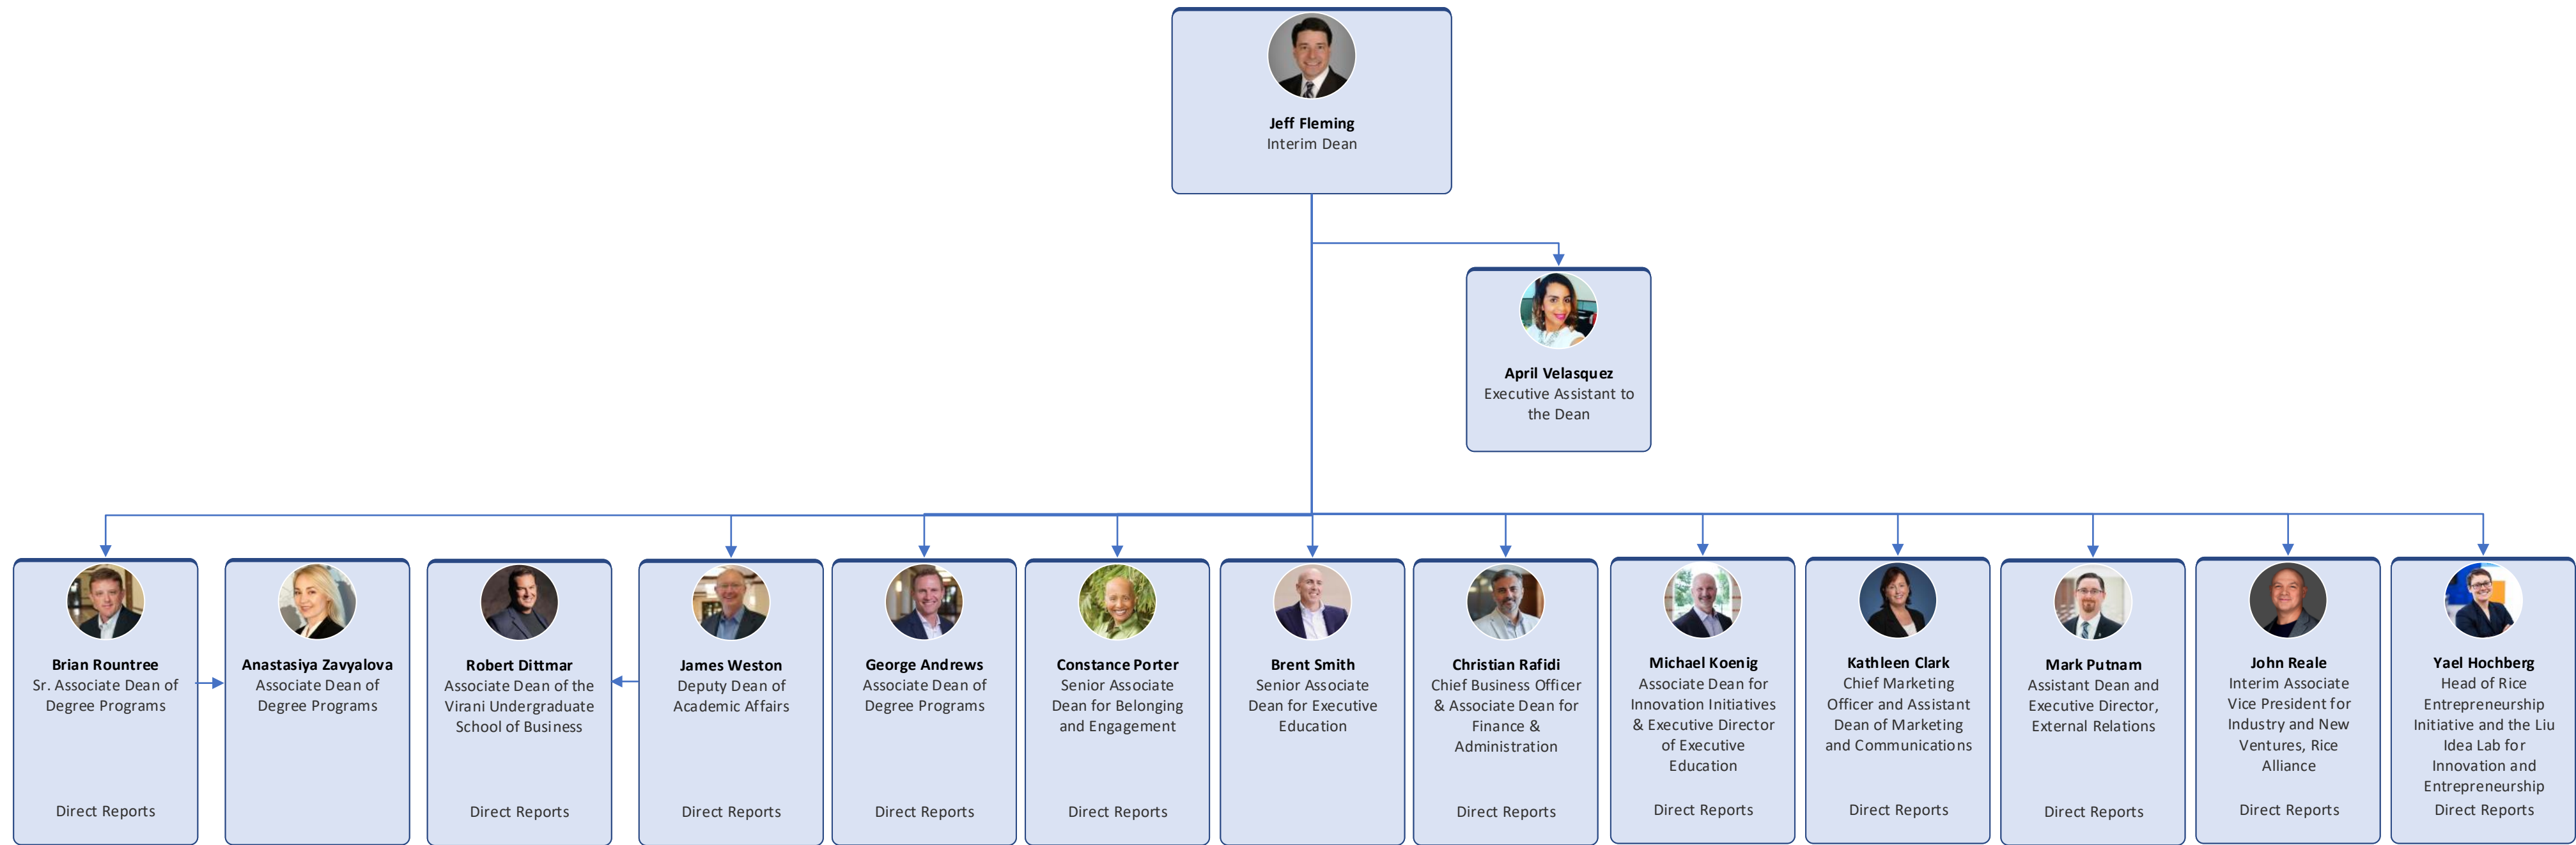 Jeff Fleming
Interim Dean
April Velasquez
Executive Assistant to
the Dean
Brian Rountree
Sr. Associate Dean of
Degree Programs
Direct Reports
Anastasiya Zavyalova
Associate Dean of
Degree Programs
Robert Dittmar
Associate Dean of the
Virani Undergraduate
School of Business
Direct Reports
James Weston
Deputy Dean of
Academic Affairs
Direct Reports
George Andrews
Associate Dean of
Degree Programs
Direct Reports
Constance Porter
Senior Associate
Dean for Belonging
and Engagement
Direct Reports
Brent Smith
Senior Associate
Dean for Executive
Education
Christian Rafidi
Chief Business Officer
& Associate Dean for
Finance &
Administration
Direct Reports
Michael Koenig
Associate Dean for
Innovation Initiatives
& Executive Director
of Executive
Education
Direct Reports
Kathleen Clark
Chief Marketing
Officer and Assistant
Dean of Marketing
and Communications
Direct Reports
Mark Putnam
Assistant Dean and
Executive Director,
External Relations
Direct Reports
John Reale
Interim Associate
Vice President for
Industry and New
Ventures, Rice
Alliance
Direct Reports
Yael Hochberg
Head of Rice
Entrepreneurship
Initiative and the Liu
Idea Lab for
Innovation and
Entrepreneurship
Direct Reports